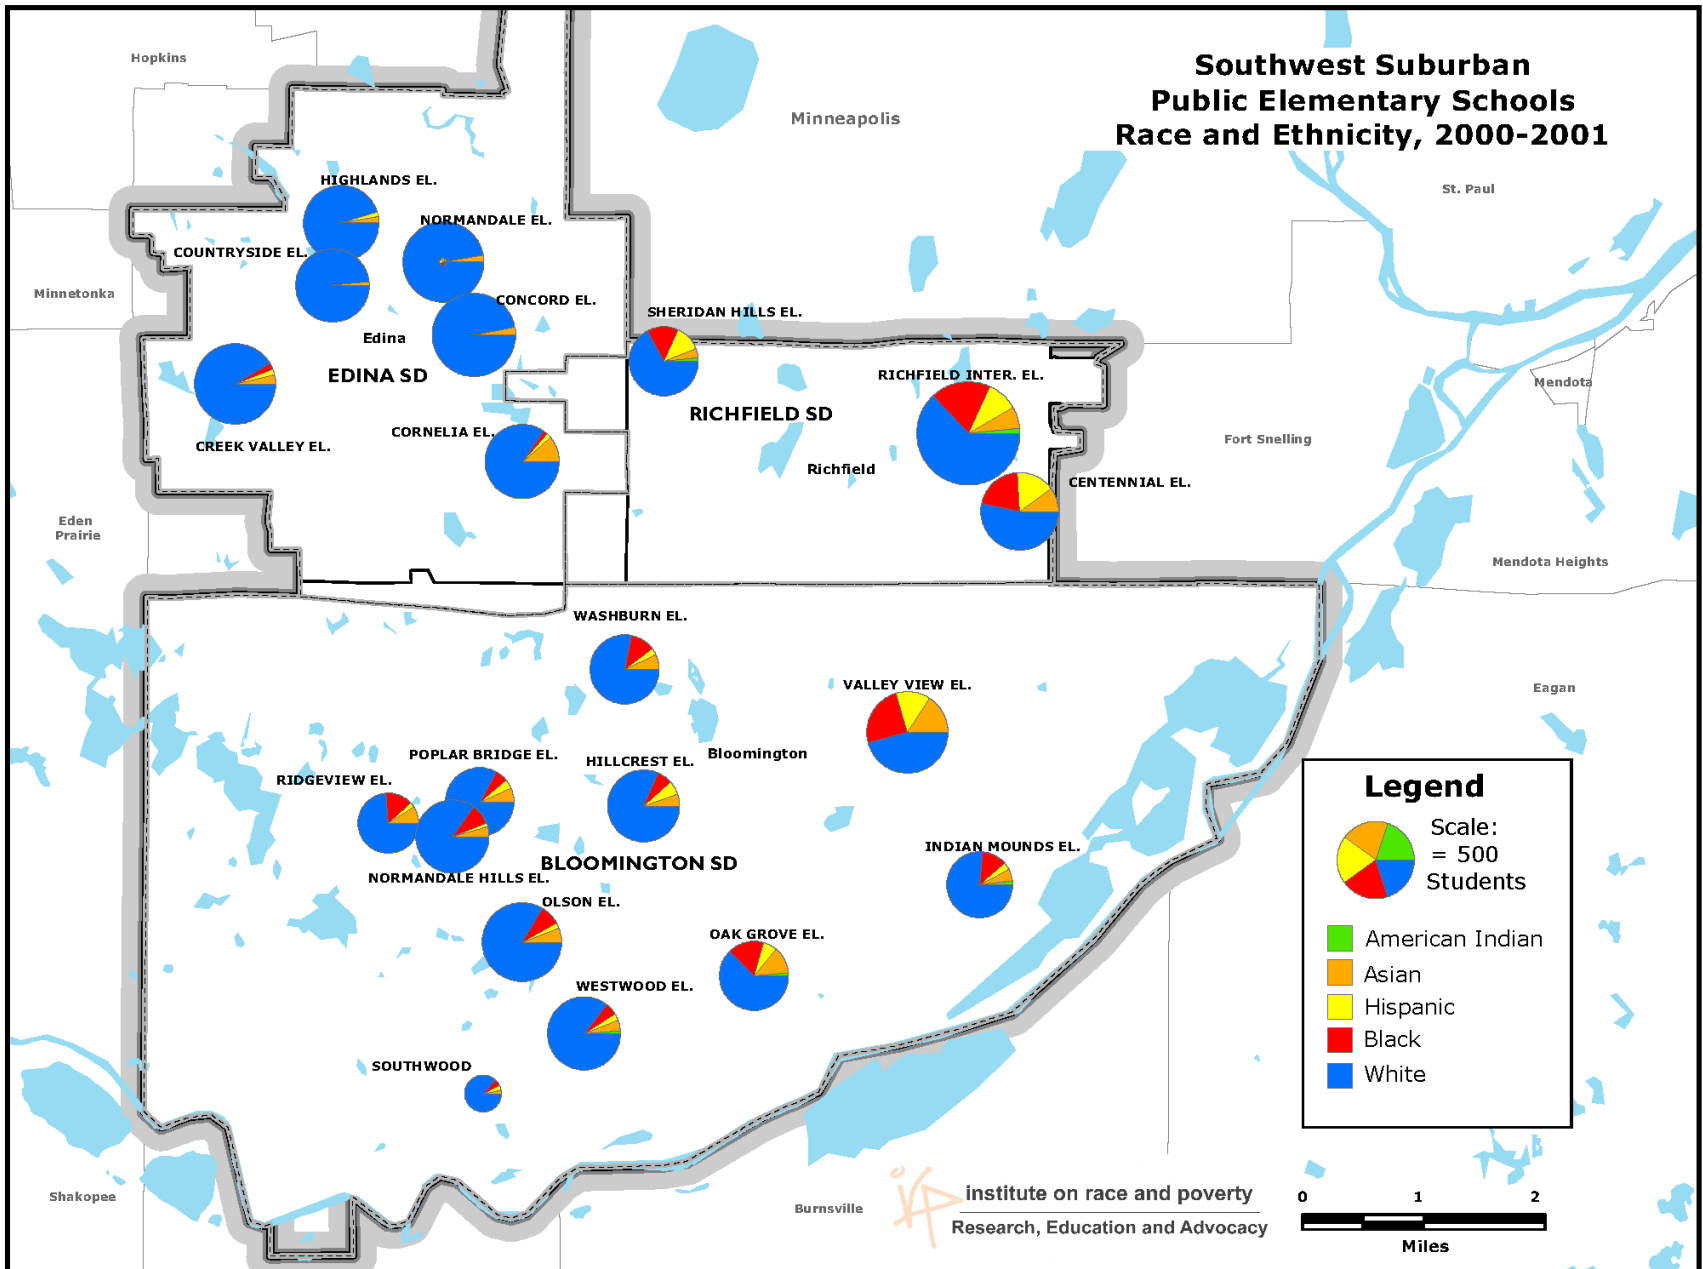 Southwest Suburban
Public Elementary Schools
Race and Ethnicity, 2000-2001
Hopkins
Minneapolis
St. Paul
HIGHLANDS EL.
NORMANDALE EL.
COUNTRYSIDE EL.
Minnetonka
CONCORD EL.
SHERIDAN HILLS EL.
Edina
EDINA SD
RICHFIELD INTER. EL.
Mendota
RICHFIELD SD
CORNELIA EL.
CREEK VALLEY EL.
Fort Snelling
Richfield
CENTENNIAL EL.
Eden
Prairie
Mendota Heights
WASHBURN EL.
VALLEY VIEW EL.
Eagan
POPLAR BRIDGE EL.
HILLCREST EL.
Bloomington
RIDGEVIEW EL.
INDIAN MOUNDS EL.
BLOOMINGTON SD
NORMANDALE HILLS EL.
OLSON EL.
OAK GROVE EL.
WESTWOOD EL.
SOUTHWOOD
Legend
Scale:
= 500
Students
American Indian
Asian
Hispanic
Black
White
Shakopee
Burnsville
institute on race and poverty
Research, Education and Advocacy
0 1 2
Miles